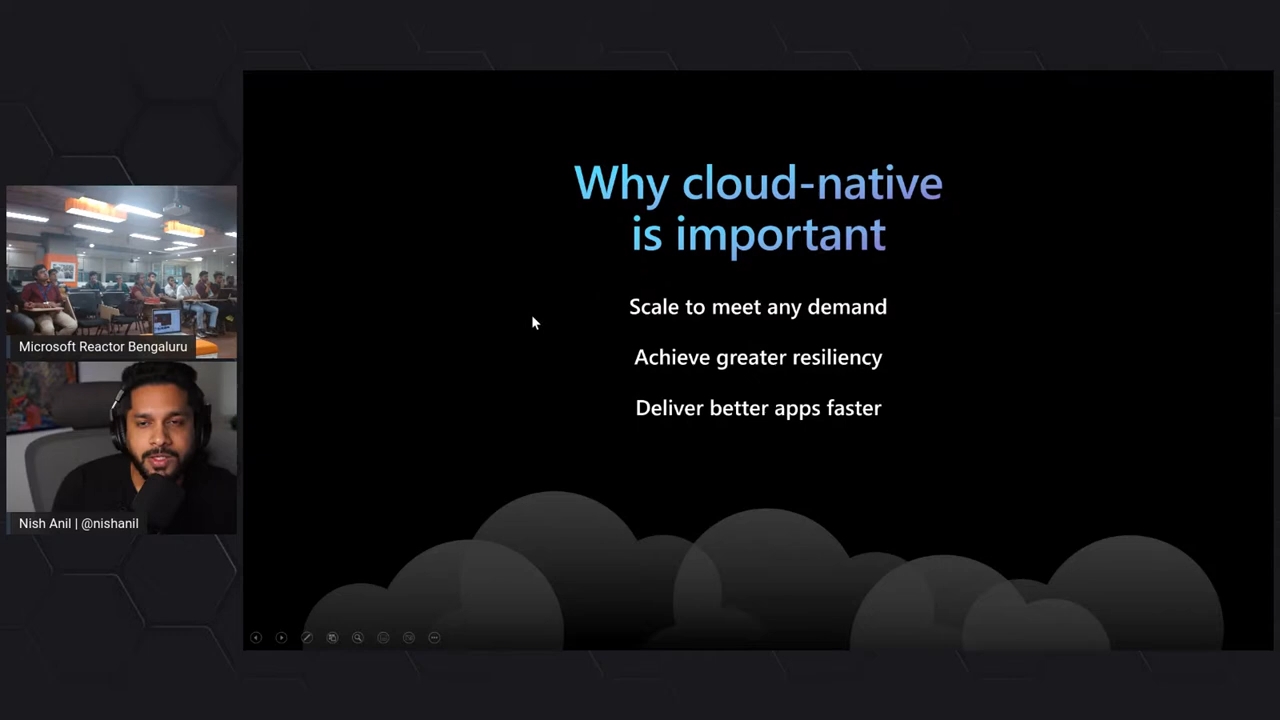 Why cloud-native
is important
Scale to meet any demand
Achieve greater resiliency
Deliver better apps faster
Microsoft Reactor Bengaluru
Nish Anil | @nishanil